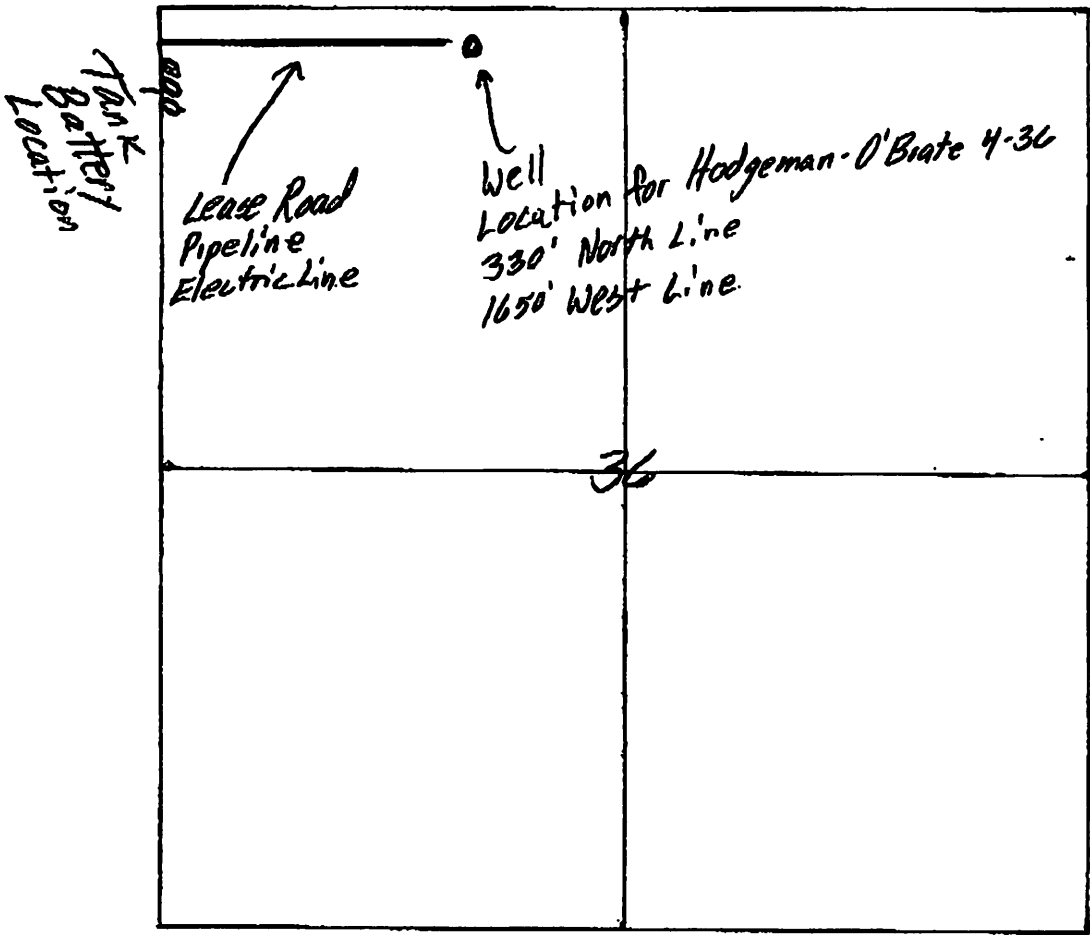 Tank
Battery
Location
Lease Road
Pipeline
Electric Line
Well
Location for Hodgeman-O'Brate 4-36
330' North Line
1650' West Line
36